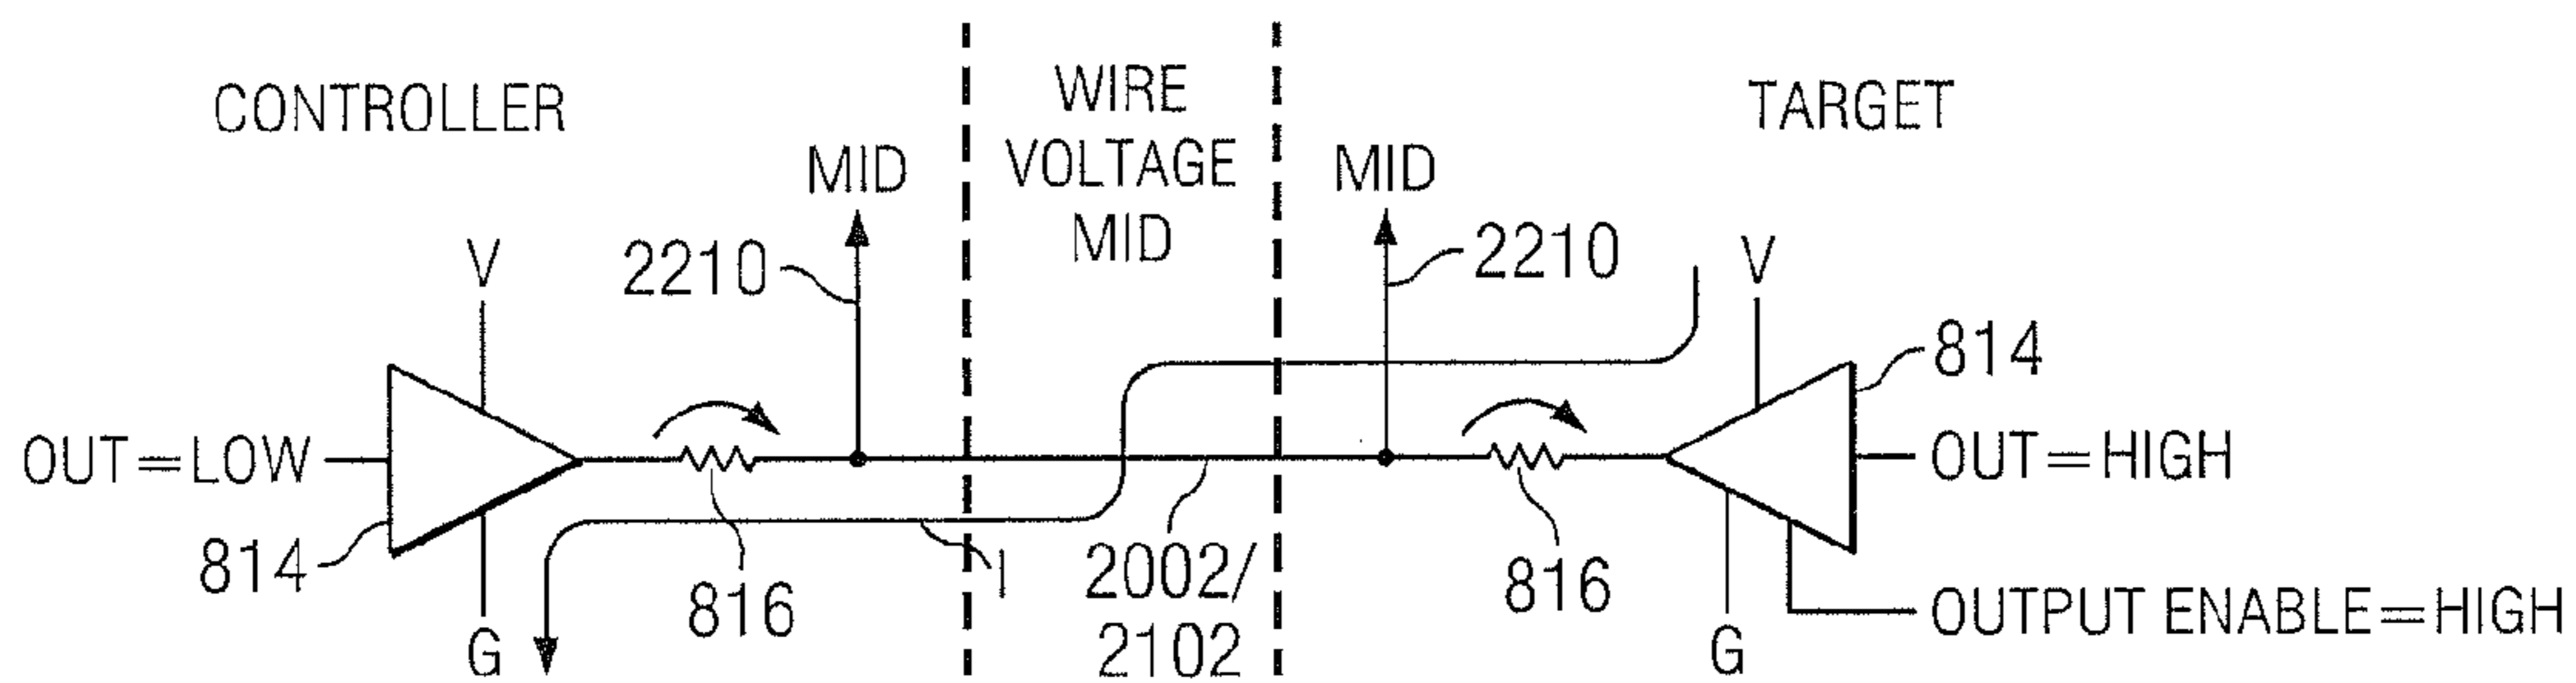 CONTROLLER
WIRE
VOLTAGE
MID
TARGET
MID
MID
V
2210
2210
V
814
OUT=LOW
OUT=HIGH
814
816
I
2002/
2102
816
OUTPUT ENABLE=HIGH
G
G